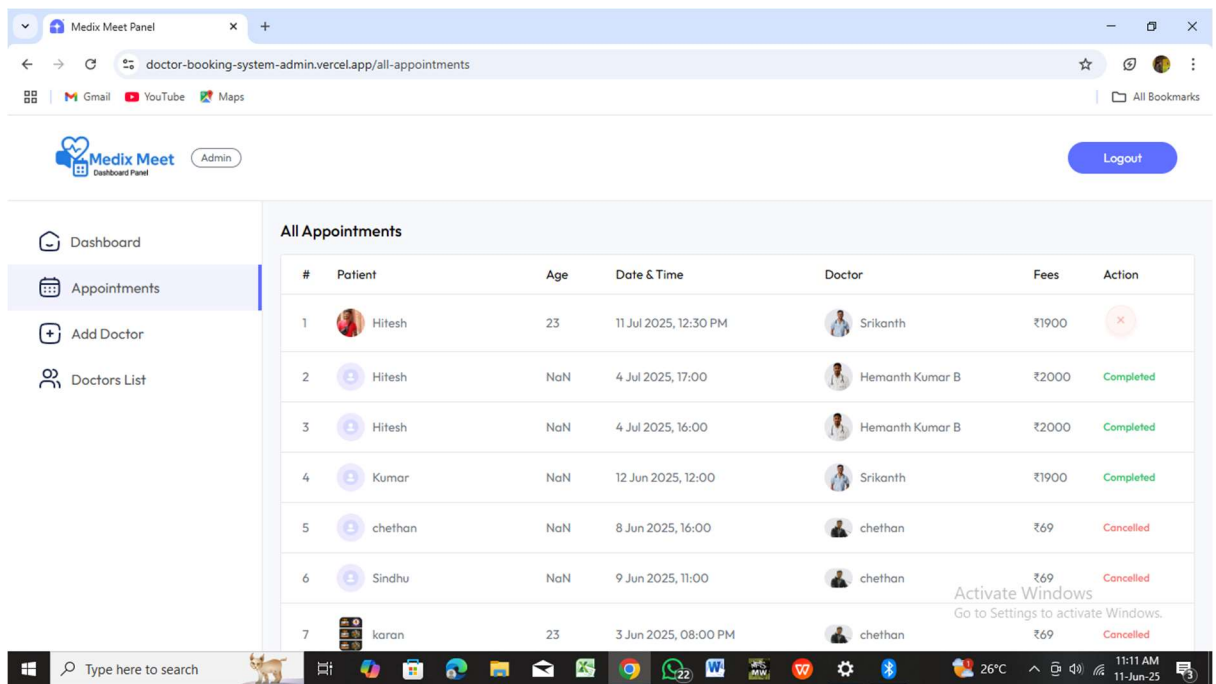 Medix Meet Panel
doctor-booking-system-admin.vercel.app/all-appointments
Gmail YouTube Maps All Bookmarks
Medix Meet
Dashboard Panel
Admin
Logout
Dashboard
Appointments
Add Doctor
Doctors List
All Appointments
# Patient Age Date & Time Doctor Fees Action
1 Hitesh 23 11 Jul 2025, 12:30 PM Srikanth ₹1900
2 Hitesh NaN 4 Jul 2025, 17:00 Hemanth Kumar B ₹2000 Completed
3 Hitesh NaN 4 Jul 2025, 16:00 Hemanth Kumar B ₹2000 Completed
4 Kumar NaN 12 Jun 2025, 12:00 Srikanth ₹1900 Completed
5 chethan NaN 8 Jun 2025, 16:00 chethan ₹69 Cancelled
6 Sindhu NaN 9 Jun 2025, 11:00 chethan ₹69 Cancelled
7 karan 23 3 Jun 2025, 08:00 PM chethan ₹69 Cancelled
Activate Windows
Go to Settings to activate Windows.
Type here to search
22
1
26°C
11:11 AM
11-Jun-25
3